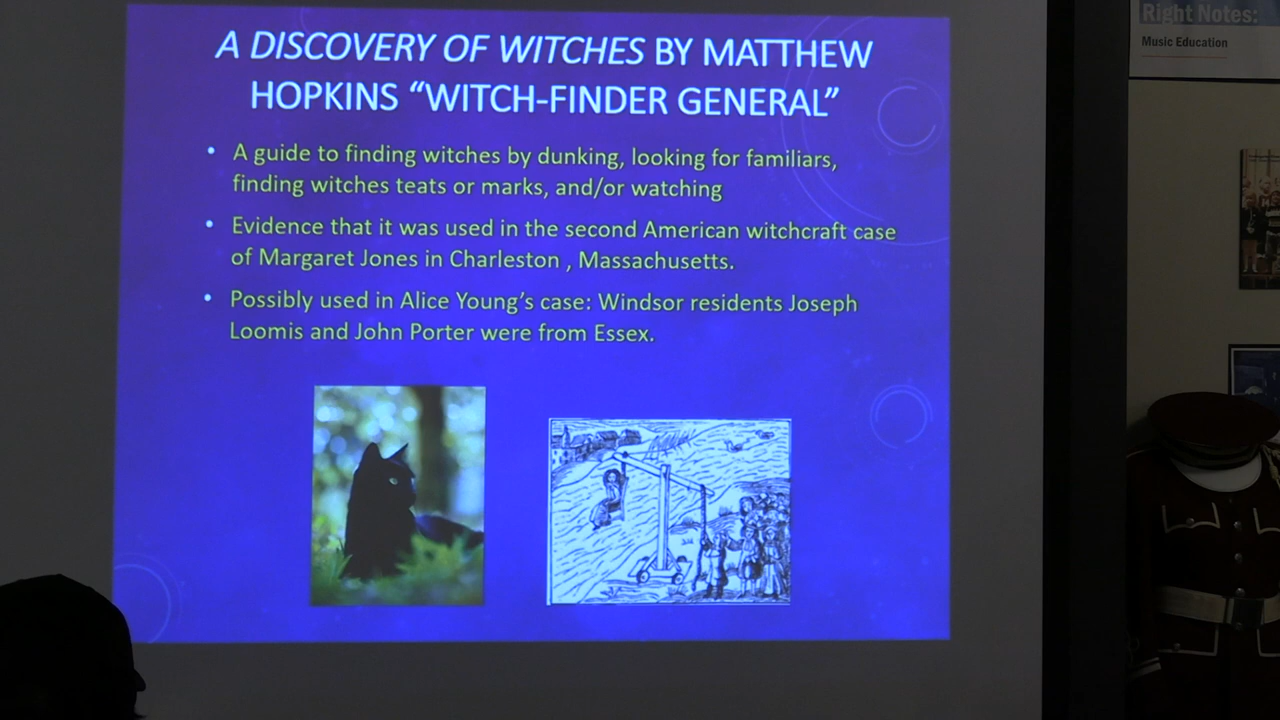 A DISCOVERY OF WITCHES BY MATTHEW
HOPKINS “WITCH-FINDER GENERAL”
• A guide to finding witches by dunking, looking for familiars,
finding witches teats or marks, and/or watching
• Evidence that it was used in the second American witchcraft case
of Margaret Jones in Charleston , Massachusetts.
• Possibly used in Alice Young’s case: Windsor residents Joseph
Loomis and John Porter were from Essex.
Right Notes:
Music Education